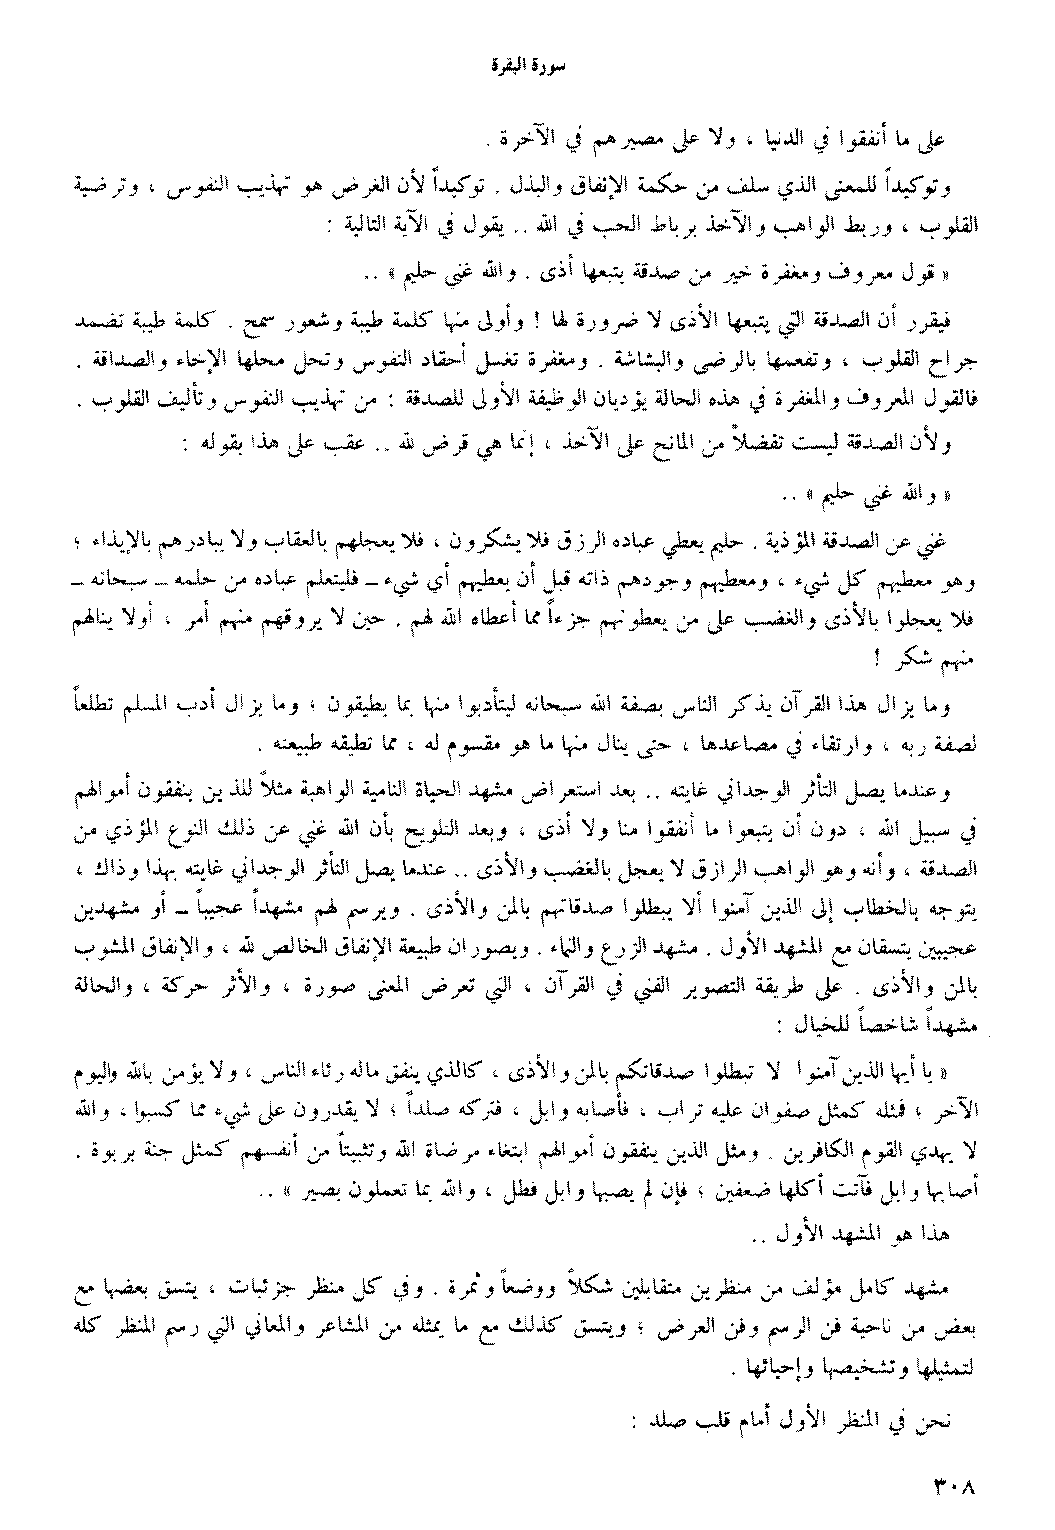 سورة البقرة
على ما أنفقوا في الدنيا ، ولا على مصيرهم في الآخرة .
وتوكيداً للمعنى الذي سلف من حكمة الإنفاق والبذل . توكيداً لأن الغرض هو تهذيب النفوس ، وترضية
القلوب ، وربط الواهب والآخذ برباط الحب في الله .. يقول في الآية التالية :
« قول معروف ومغفرة خير من صدقة يتبعها أذى . والله غني حليم » ..
فيقرر أن الصدقة التي يتبعها الأذى لا ضرورة لها ! وأولى منها كلمة طيبة وشعور سمح . كلمة طيبة تضمد
جراح القلوب ، وتفعمها بالرضى والبشاشة . ومغفرة تغسل أحقاد النفوس وتحل محلها الإخاء والصداقة .
فالقول المعروف والمغفرة في هذه الحالة يؤديان الوظيفة الأولى للصدقة : من تهذيب النفوس وتأليف القلوب .
ولأن الصدقة ليست تفضلاً من المانح على الآخذ ، إنما هي قرض لله .. عقب على هذا بقوله :
« والله غني حليم » ..
غني عن الصدقة المؤذية . حليم يعطي عباده الرزق فلا يشكرون ، فلا يعجلهم بالعقاب ولا يبادرهم بالإيذاء ؛
وهو معطيهم كل شيء ، ومعطيهم وجودهم ذاته قبل أن يعطيهم أي شيء – فليتعلم عباده من حلمه – سبحانه –
فلا يعجلوا بالأذى والغضب على من يعطونهم جزءاً مما أعطاه الله لهم . حين لا يروقهم منهم أمر ، أولا ينالهم
منهم شكر !
وما يزال هذا القرآن يذكر الناس بصفة الله سبحانه ليتأدبوا منها بما يطيقون ؛ وما يزال أدب المسلم تطلعاً
لصفة ربه ، وارتقاء في مصاعدها ، حتى ينال منها ما هو مقسوم له ، مما تطيقه طبيعته .
وعندما يصل التأثر الوجداني غايته .. بعد استعراض مشهد الحياة النامية الواهبة مثلاً للذين ينفقون أموالهم
في سبيل الله ، دون أن يتبعوا ما أنفقوا منا ولا أذى ، وبعد التلويح بأن الله غني عن ذلك النوع المؤذي من
الصدقة ، وأنه وهو الواهب الرازق لا يعجل بالغضب والأذى .. عندما يصل التأثر الوجداني غايته بهذا وذاك ،
يتوجه بالخطاب إلى الذين آمنوا ألا يبطلوا صدقاتهم بالمن والأذى . ويرسم لهم مشهداً عجيباً – أو مشهدين
عجيبين يتسقان مع المشهد الأول . مشهد الزرع والنماء . ويصوران طبيعة الإنفاق الخالص لله ، والإنفاق المشوب
بالمن والأذى . على طريقة التصوير الفني في القرآن ، التي تعرض المعنى صورة ، والأثر حركة ، والحالة
مشهداً شاخصاً للخيال :
« يا أيها الذين آمنوا لا تبطلوا صدقاتكم بالمن والأذى ، كالذي ينفق ماله رئاء الناس ، ولا يؤمن بالله واليوم
الآخر ؛ فمثله كمثل صفوان عليه تراب ، فأصابه وابل ، فتركه صلداً ؛ لا يقدرون على شيء مما كسبوا ، والله
لا يهدي القوم الكافرين . ومثل الذين ينفقون أموالهم ابتغاء مرضاة الله وتثبيتاً من أنفسهم كمثل جنة بربوة .
أصابها وابل فآتت أكلها ضعفين ؛ فإن لم يصبها وابل فطل ، والله بما تعملون بصير » ..
هذا هو المشهد الأول ..
مشهد كامل مؤلف من منظرين متقابلين شكلاً ووضعاً وثمرة . وفي كل منظر جزئيات ، يتسق بعضها مع
بعض من ناحية فن الرسم وفن العرض ؛ ويتسق كذلك مع ما يمثله من المشاعر والمعاني التي رسم المنظر كله
لتمثيلها وتشخيصها وإحيائها .
نحن في المنظر الأول أمام قلب صلد :
٣٠٨